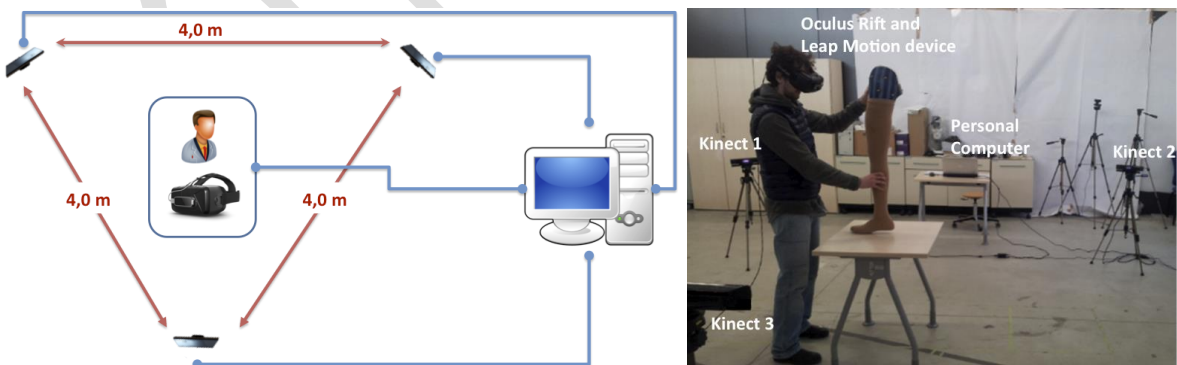 4,0 m
4,0 m
4,0 m
Oculus Rift and
Leap Motion device
Kinect 1
Personal
Computer
Kinect 2
Kinect 3